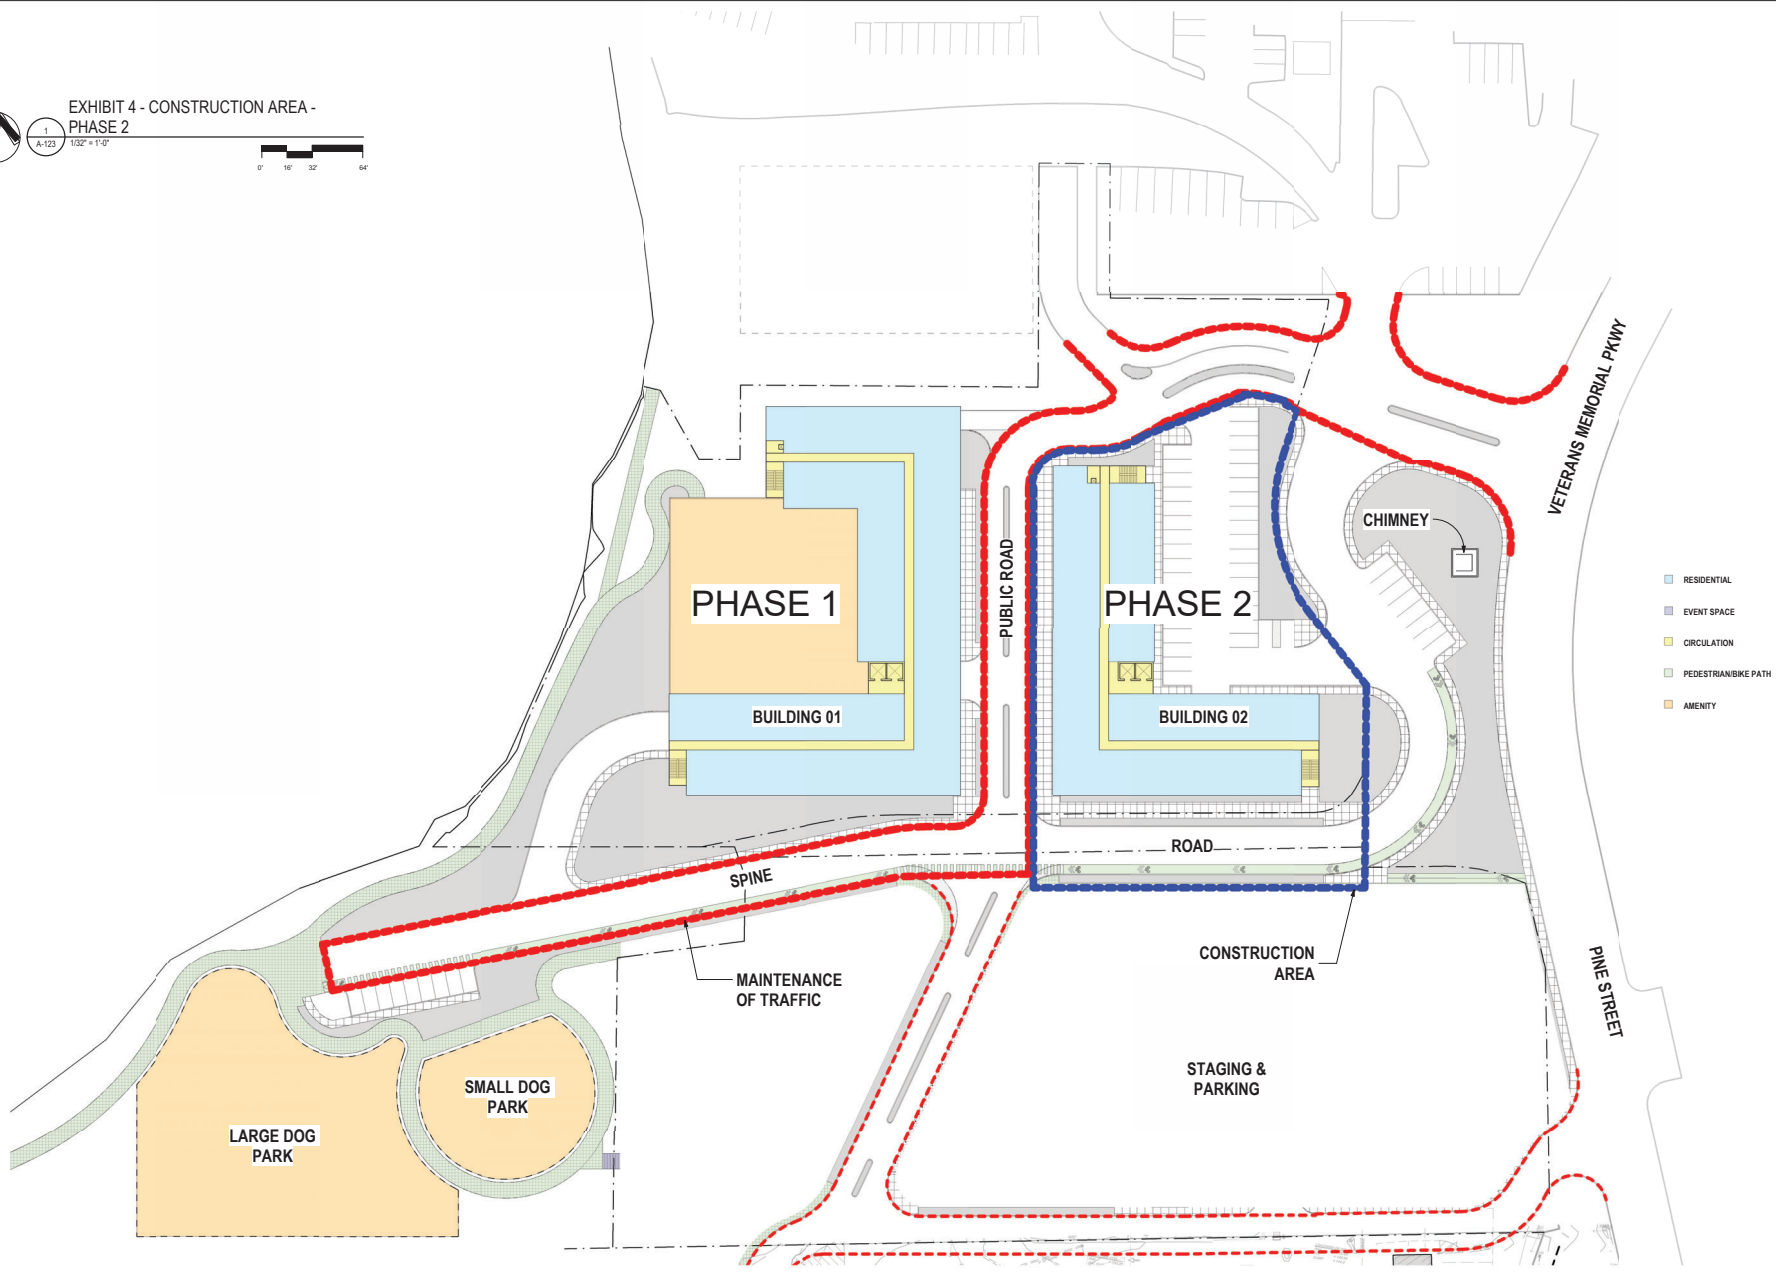 EXHIBIT 4 - CONSTRUCTION AREA -
PHASE 2
1
A-123
1/32" = 1'-0"
0'
16'
32'
64'
VETERANS MEMORIAL PKWY
CHIMNEY
PUBLIC ROAD
PHASE 1
PHASE 2
RESIDENTIAL
EVENT SPACE
CIRCULATION
PEDESTRIAN/BIKE PATH
AMENITY
BUILDING 01
BUILDING 02
ROAD
SPINE
CONSTRUCTION
AREA
MAINTENANCE
OF TRAFFIC
PINE STREET
STAGING &
PARKING
SMALL DOG
PARK
LARGE DOG
PARK